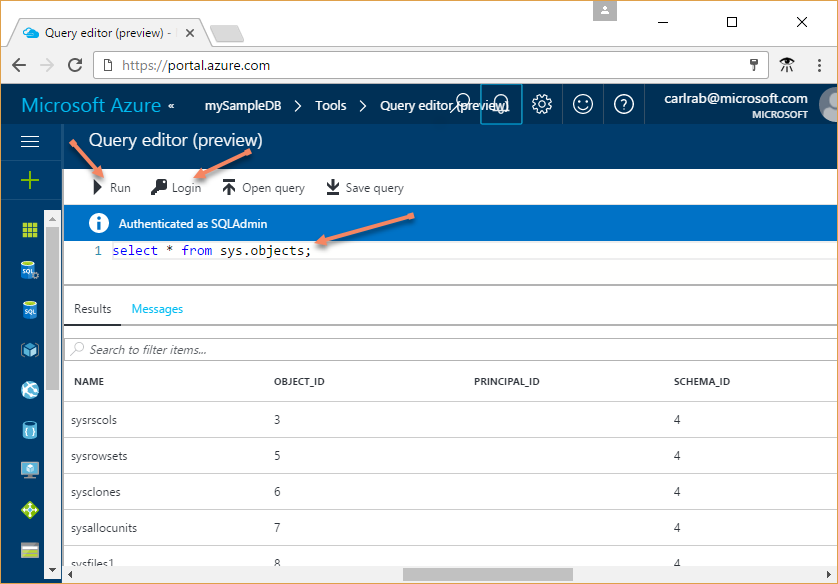 Query editor (preview) -
https://portal.azure.com
Microsoft Azure « mySampleDB > Tools > Query editor (preview)
carlrab@microsoft.com
MICROSOFT
Query editor (preview)
Run Login Open query Save query
Authenticated as SQLAdmin
1 select * from sys.objects;
Results Messages
Search to filter items...
NAME OBJECT_ID PRINCIPAL_ID SCHEMA_ID
sysrscols 3 4
sysrowsets 5 4
sysclones 6 4
sysallocunits 7 4
sysfiles1 8 4